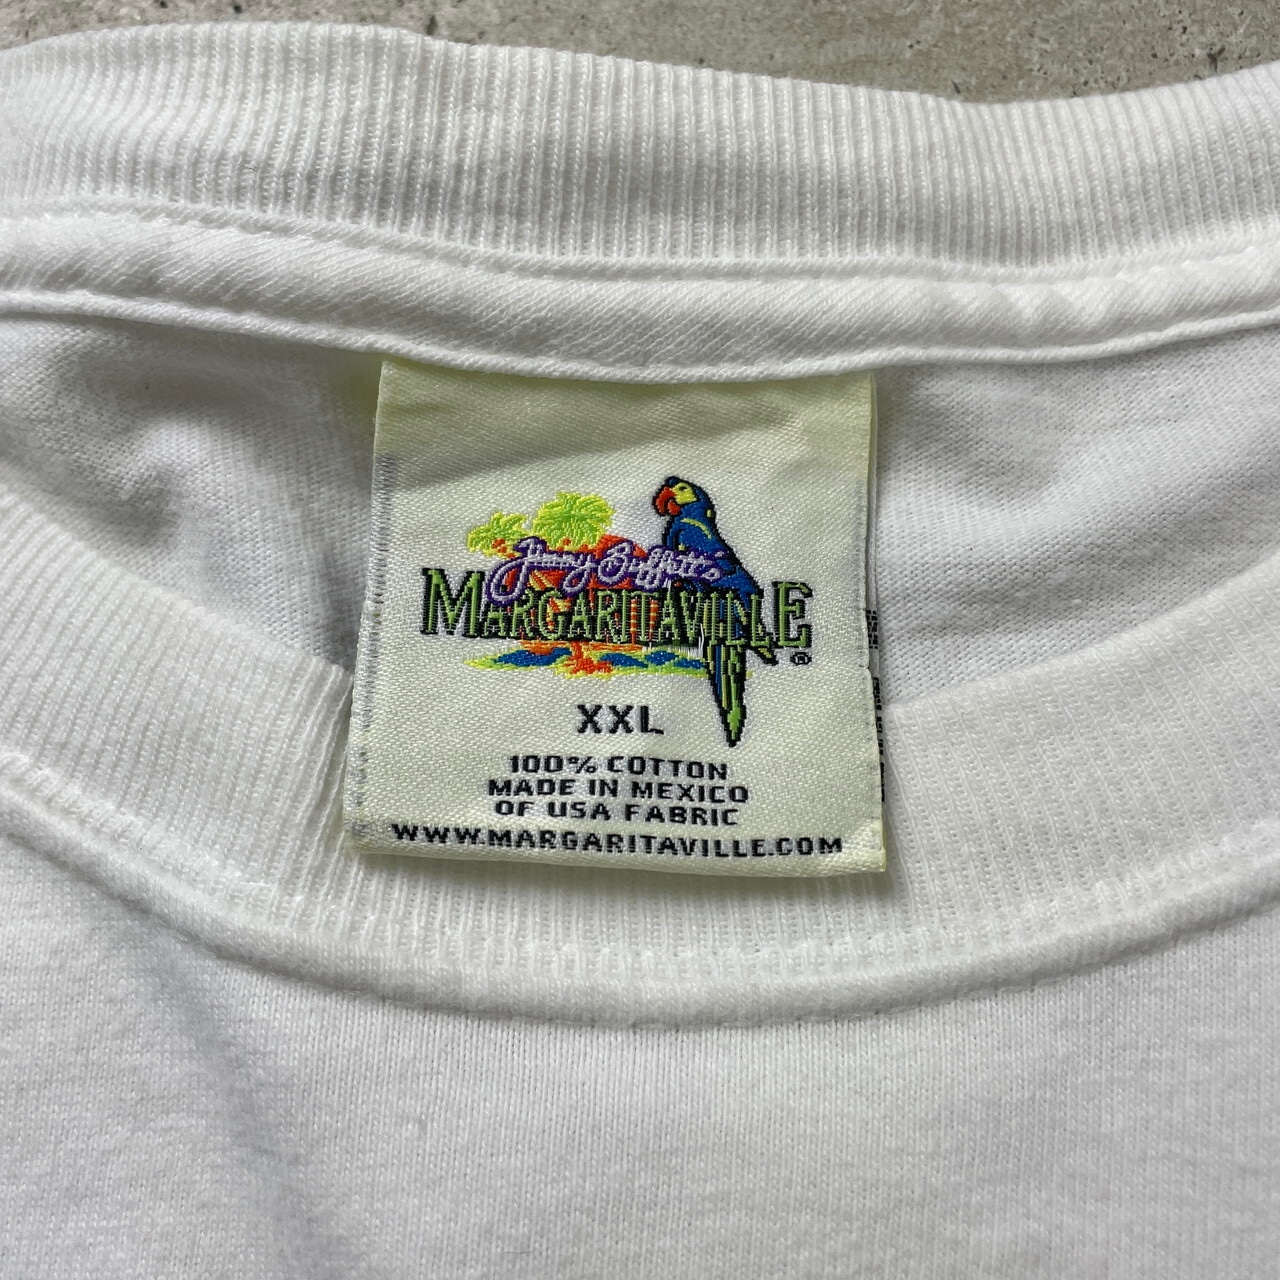 Jimmy Buffett's
MARGARITAVILLE
®
XXL
100% COTTON
MADE IN MEXICO
OF USA FABRIC
WWW.MARGARITAVILLE.COM